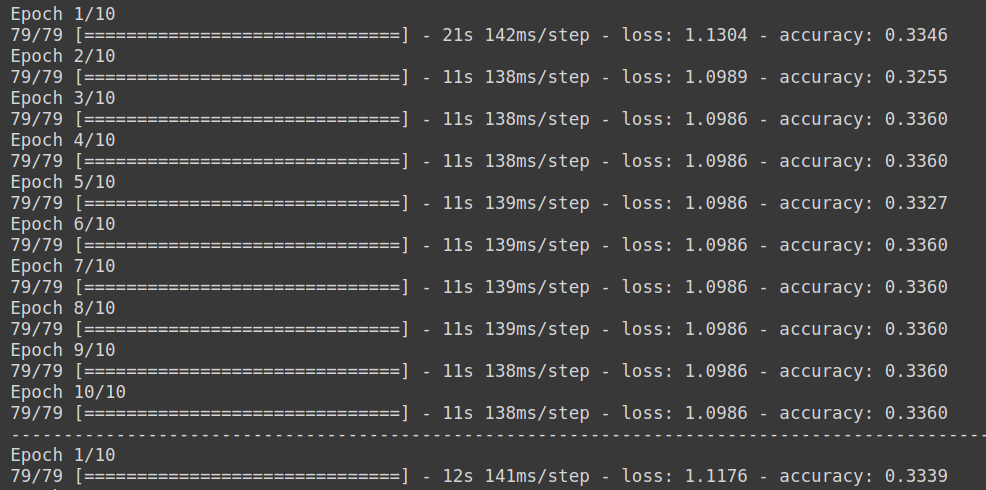 Epoch 1/10
79/79 [==============================] - 21s 142ms/step - loss: 1.1304 - accuracy: 0.3346
Epoch 2/10
79/79 [==============================] - 11s 138ms/step - loss: 1.0989 - accuracy: 0.3255
Epoch 3/10
79/79 [==============================] - 11s 138ms/step - loss: 1.0986 - accuracy: 0.3360
Epoch 4/10
79/79 [==============================] - 11s 138ms/step - loss: 1.0986 - accuracy: 0.3360
Epoch 5/10
79/79 [==============================] - 11s 139ms/step - loss: 1.0986 - accuracy: 0.3327
Epoch 6/10
79/79 [==============================] - 11s 139ms/step - loss: 1.0986 - accuracy: 0.3360
Epoch 7/10
79/79 [==============================] - 11s 139ms/step - loss: 1.0986 - accuracy: 0.3360
Epoch 8/10
79/79 [==============================] - 11s 139ms/step - loss: 1.0986 - accuracy: 0.3360
Epoch 9/10
79/79 [==============================] - 11s 138ms/step - loss: 1.0986 - accuracy: 0.3360
Epoch 10/10
79/79 [==============================] - 11s 138ms/step - loss: 1.0986 - accuracy: 0.3360
---------------------------------------------------------------------------------------------
Epoch 1/10
79/79 [==============================] - 12s 141ms/step - loss: 1.1176 - accuracy: 0.3339